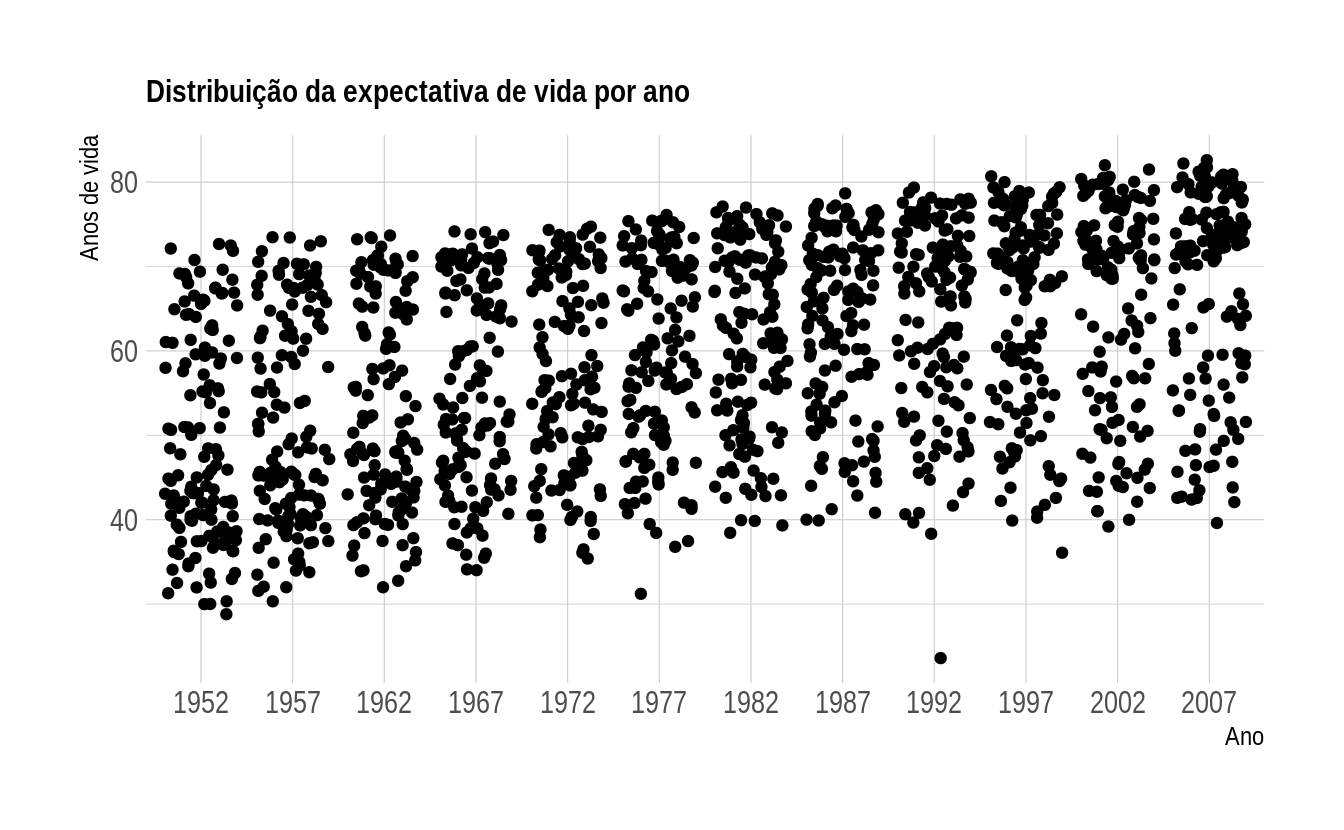 Distribuição da expectativa de vida por ano
Anos de vida
80
60
40
1952 1957 1962 1967 1972 1977 1982 1987 1992 1997 2002 2007
Ano